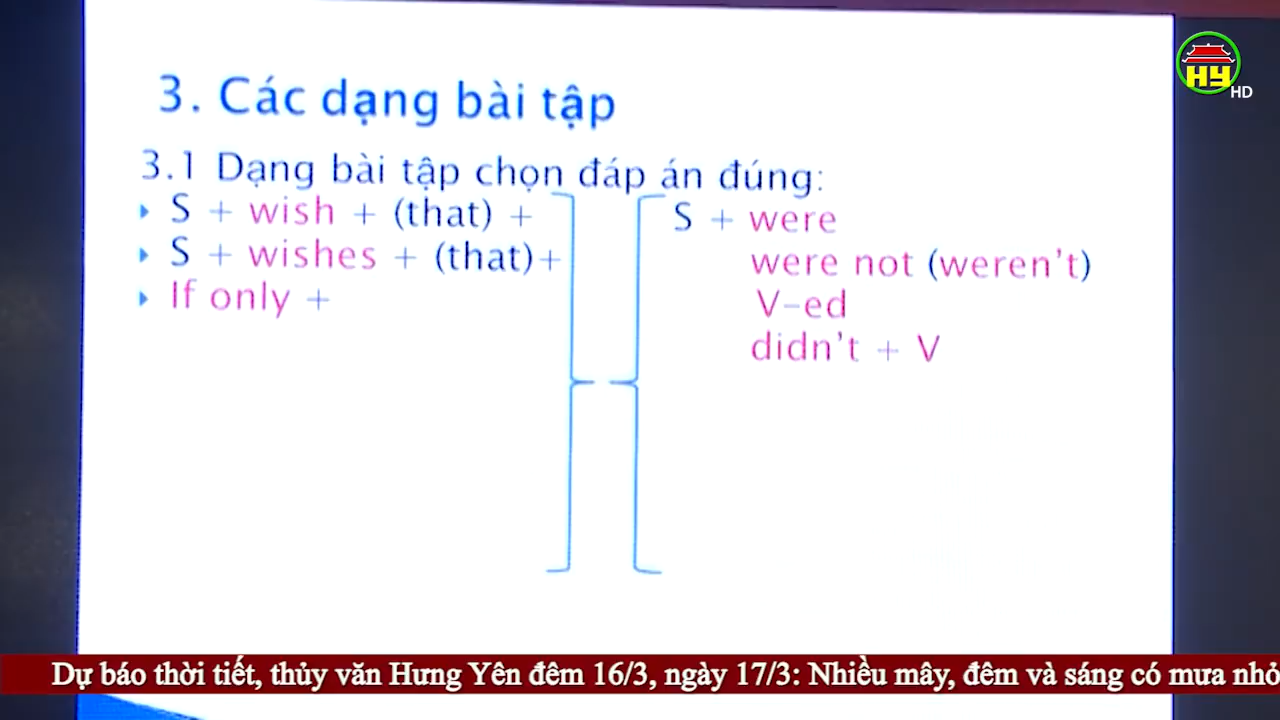 3. Các dạng bài tập
3.1 Dạng bài tập chọn đáp án đúng:
S + wish + (that) +
S + wishes + (that)+
If only +
S + were
were not (weren't)
V-ed
didn't + V
HY
HD
Dự báo thời tiết, thủy văn Hưng Yên đêm 16/3, ngày 17/3: Nhiều mây, đêm và sáng có mưa nhỏ